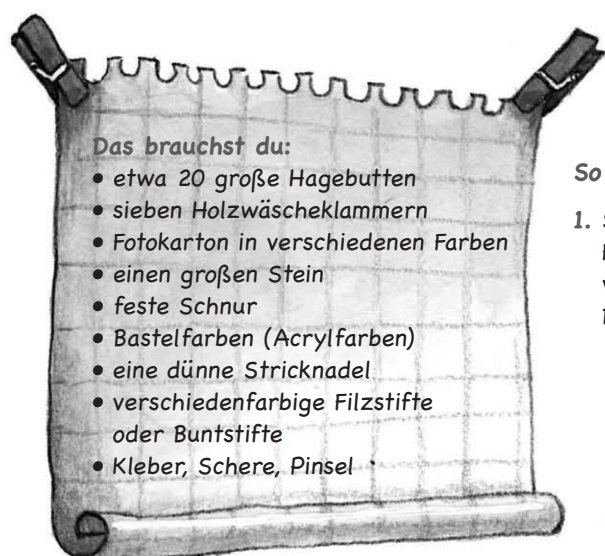 Das brauchst du:
• etwa 20 große Hagebutten
• sieben Holzwäscheklammern
• Fotokarton in verschiedenen Farben
• einen großen Stein
• feste Schnur
• Bastelfarben (Acrylfarben)
• eine dünne Stricknadel
• verschiedenfarbige Filzstifte
oder Buntstifte
• Kleber, Schere, Pinsel
So
1.